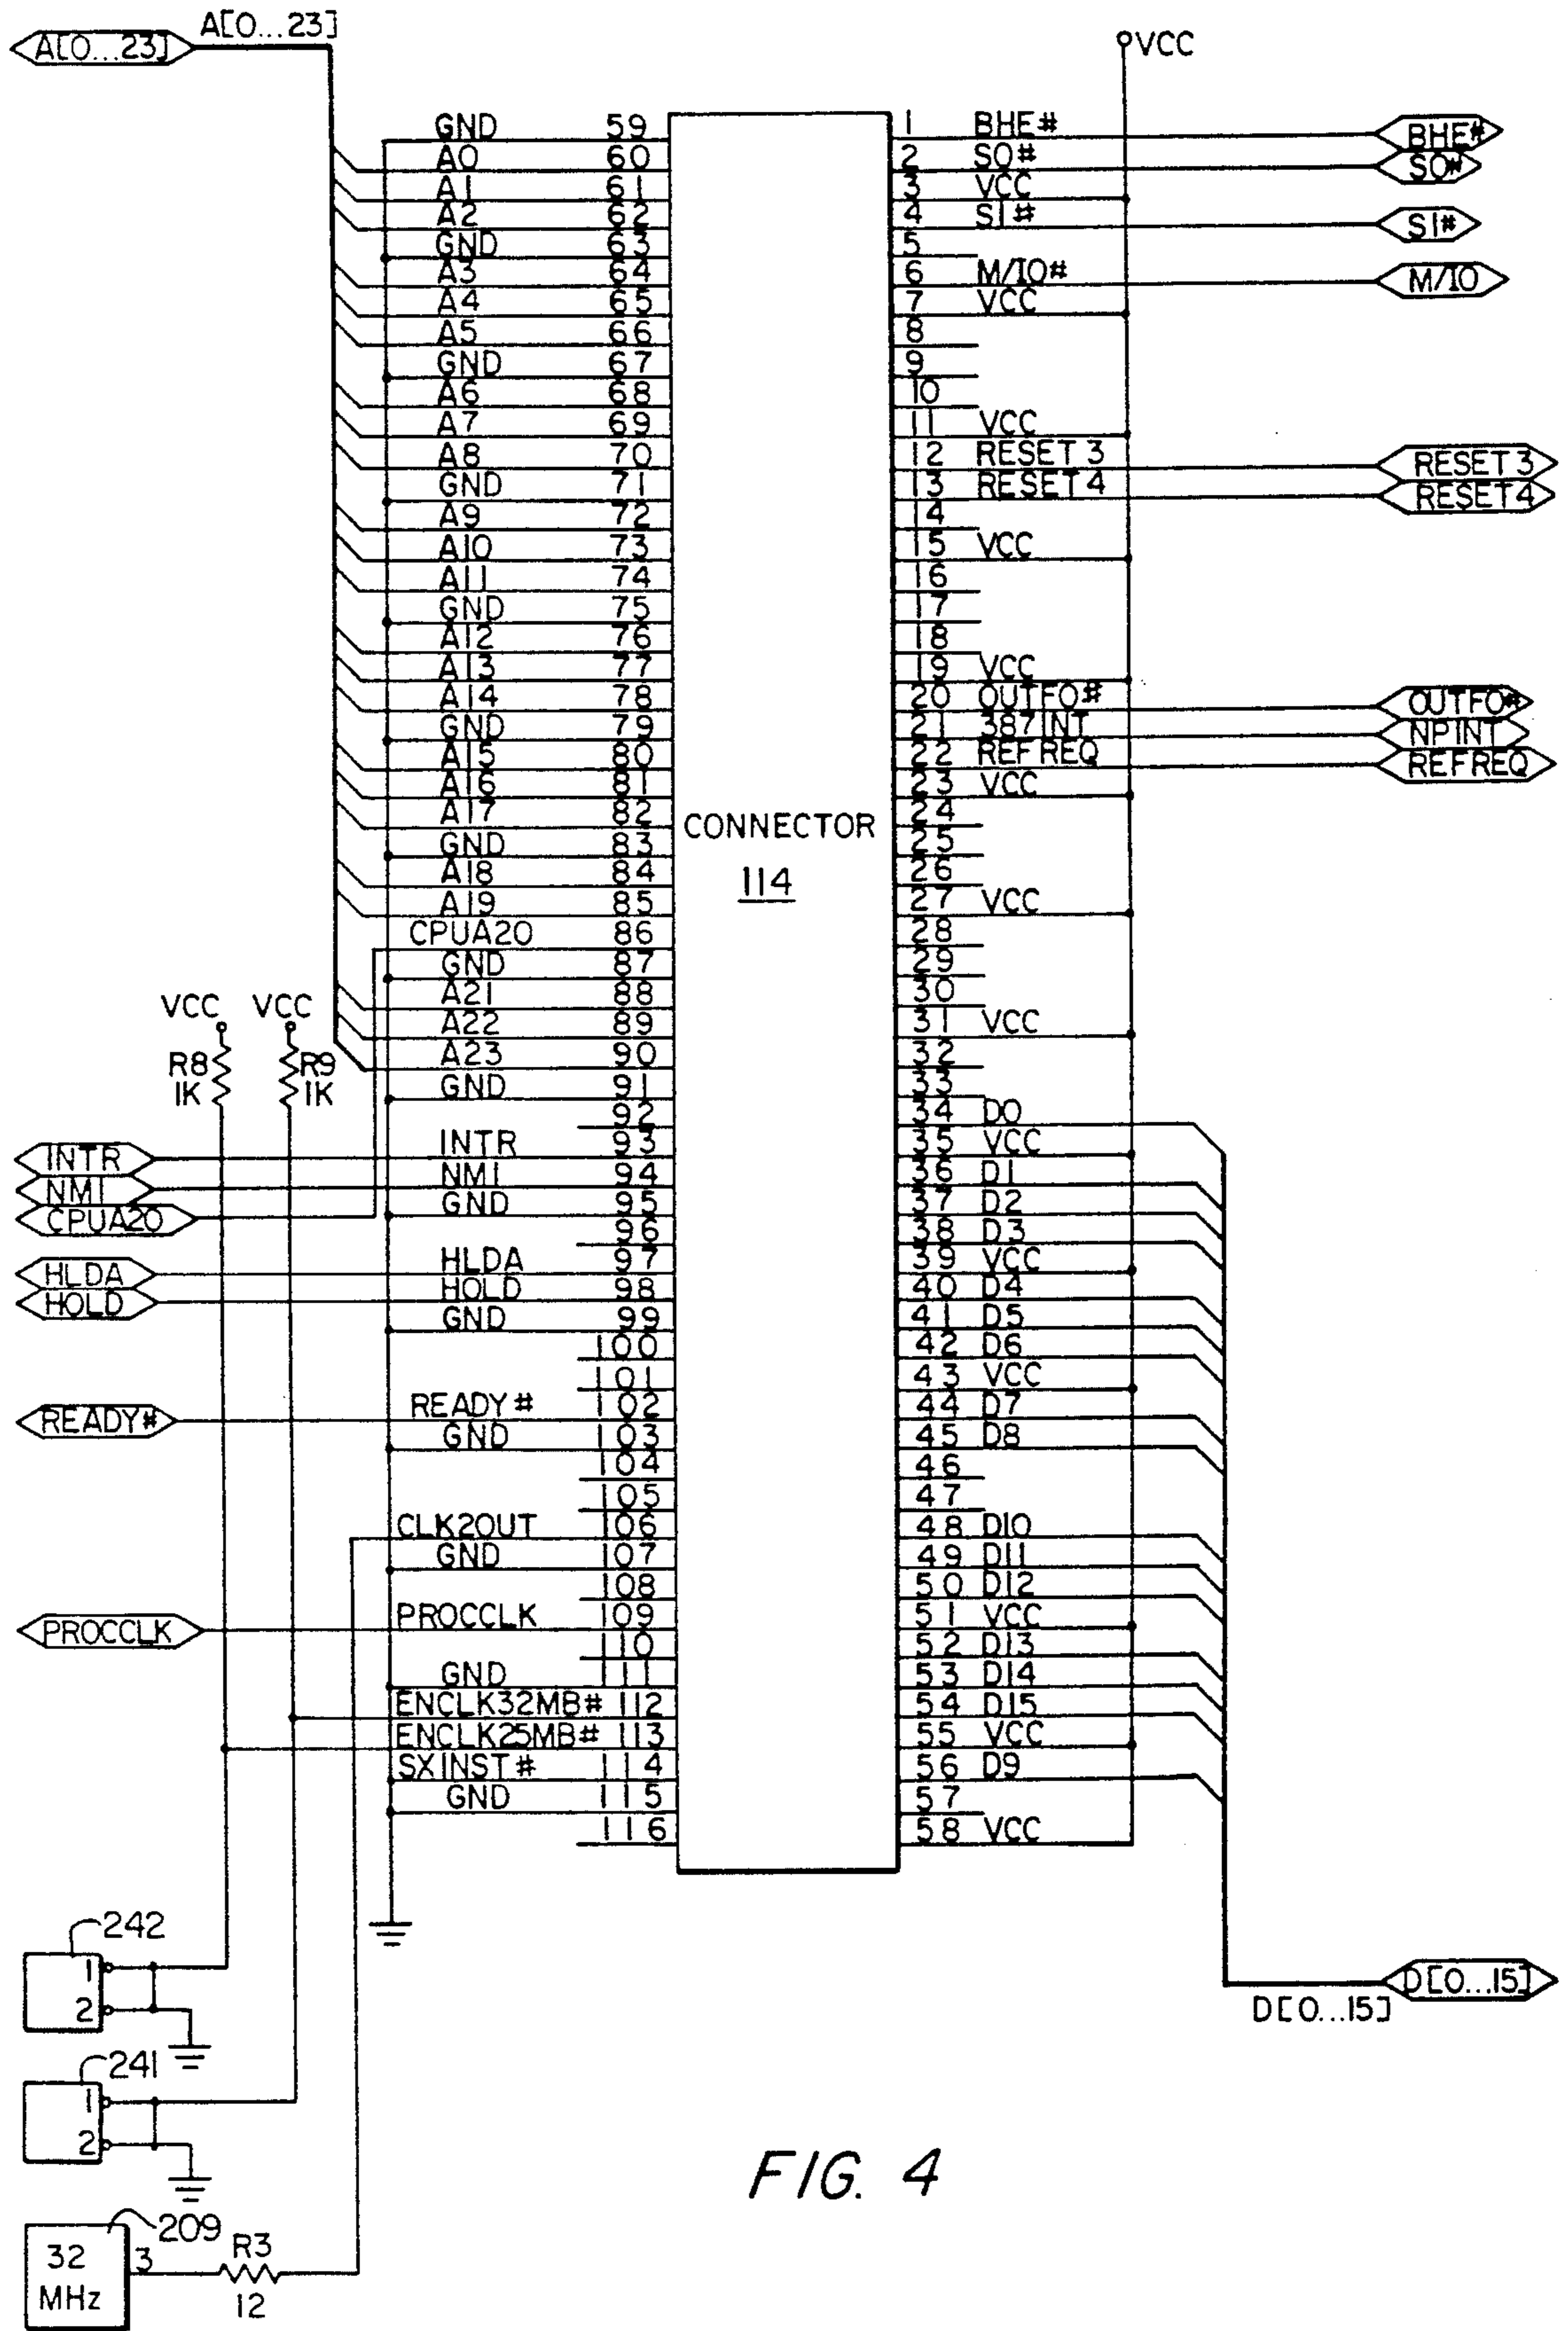 A[0...23] A[0...23]
VCC
GND 59
A0 60
A1 61
A2 62
GND 63
A3 64
A4 65
A5 66
GND 67
A6 68
A7 69
A8 70
GND 71
A9 72
A10 73
A11 74
GND 75
A12 76
A13 77
A14 78
GND 79
A15 80
A16 81
A17 82
GND 83
A18 84
A19 85
CPUA20 86
GND 87
A21 88
A22 89
A23 90
GND 91
92
INTR 93
NMI 94
GND 95
96
HLDA 97
HOLD 98
GND 99
100
101
READY# 102
GND 103
104
105
CLK2OUT 106
GND 107
108
PROCCLK 109
110
GND 111
ENCLK32MB# 112
ENCLK25MB# 113
SXINST# 114
GND 115
116
CONNECTOR
114
1 BHE# BHE#
2 S0# S0#
3 VCC
4 S1# S1#
5
6 M/IO# M/IO
7 VCC
8
9
10
11 VCC
12 RESET3 RESET3
13 RESET4 RESET4
14
15 VCC
16
17
18
19 VCC
20 OUTFO# OUTFO#
21 387INT NPINT
22 REFREQ REFREQ
23 VCC
24
25
26
27 VCC
28
29
30
31 VCC
32
33
34 D0
35 VCC
36 D1
37 D2
38 D3
39 VCC
40 D4
41 D5
42 D6
43 VCC
44 D7
45 D8
46
47
48 D10
49 D11
50 D12
51 VCC
52 D13
53 D14
54 D15
55 VCC
56 D9
57
58 VCC
D[0...15] D[0...15]
VCC VCC
R8 1K
R9 1K
INTR
NMI
CPUA20
HLDA
HOLD
READY#
PROCCLK
242
1
2
241
1
2
209
32 MHz
3
R3
12
FIG. 4